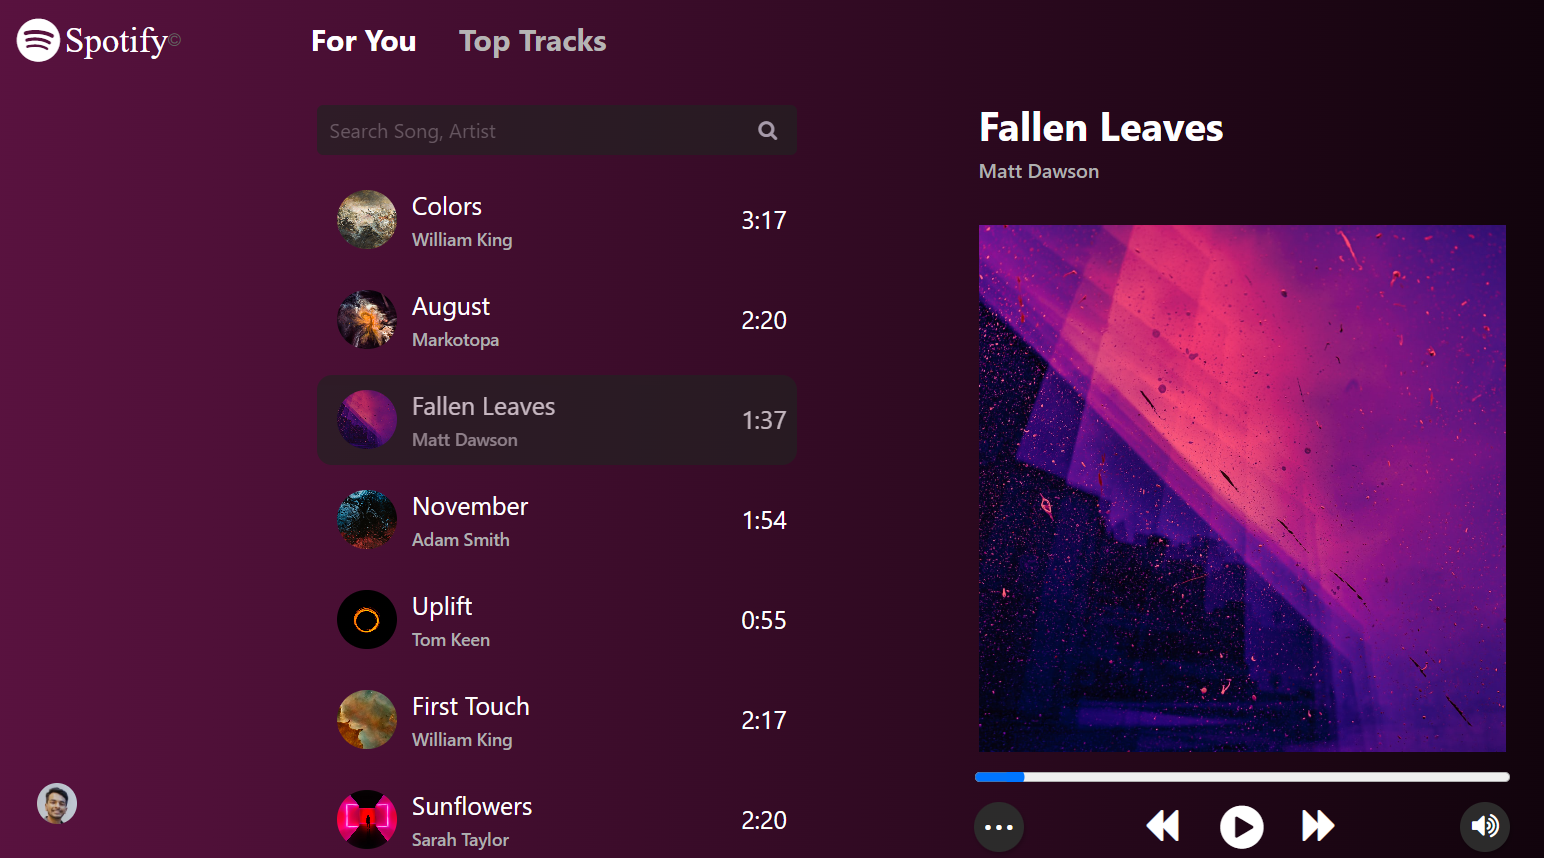 Spotify©
For You
Top Tracks
Search Song, Artist
Colors
William King
3:17
August
Markotopa
2:20
Fallen Leaves
Matt Dawson
1:37
November
Adam Smith
1:54
Uplift
Tom Keen
0:55
First Touch
William King
2:17
Sunflowers
Sarah Taylor
2:20
Fallen Leaves
Matt Dawson